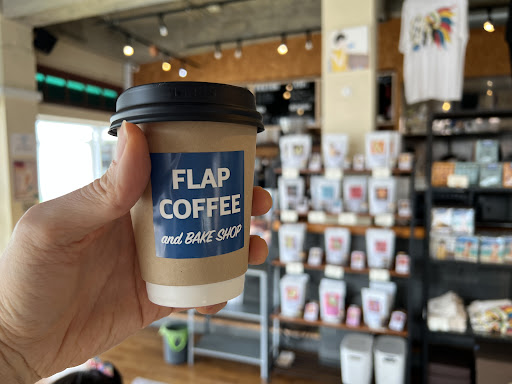 FLAP
COFFEE
and BAKE SHOP